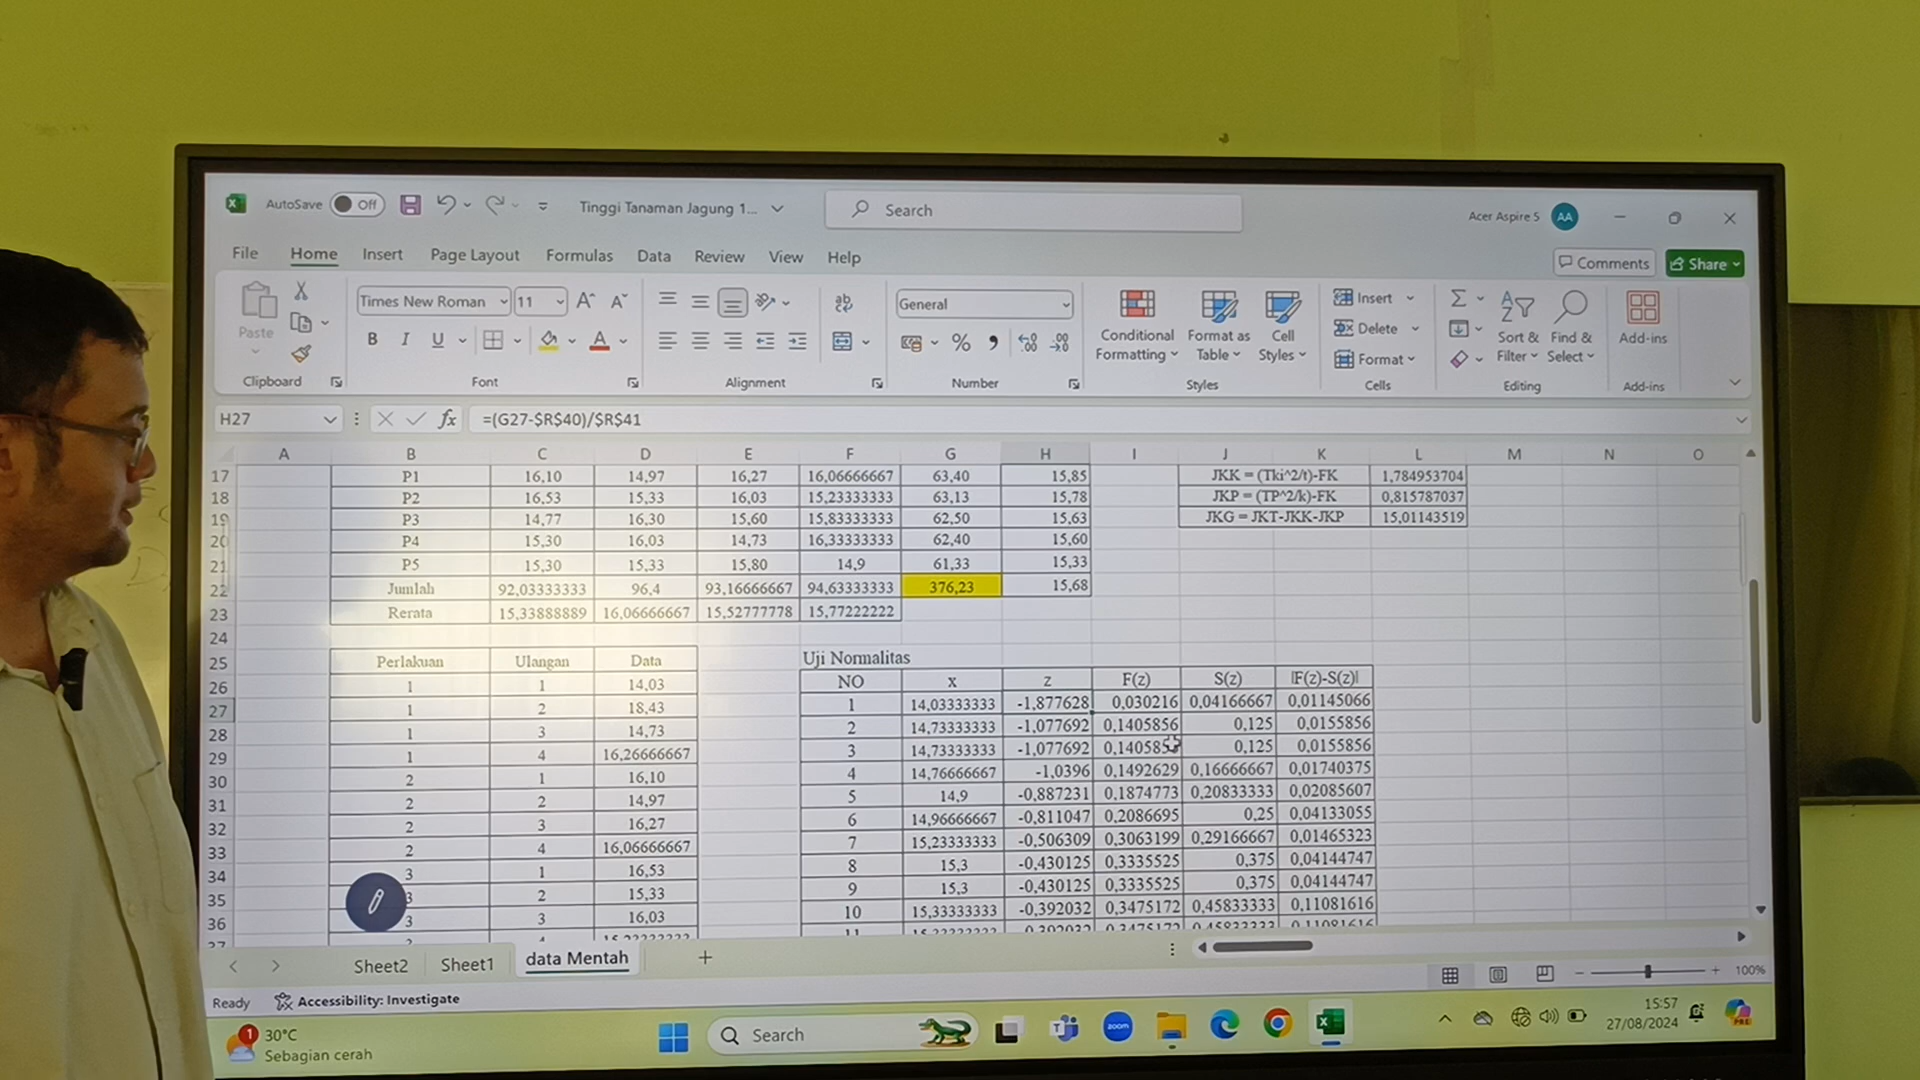 AutoSave Off Tinggi Tanaman Jagung 1... Search Acer Aspire 5 AA
File Home Insert Page Layout Formulas Data Review View Help Comments Share
Paste Times New Roman 11 General Conditional Formatting Format as Table Cell Styles Insert Delete Format Sort & Filter Find & Select Add-ins
B I U
Clipboard Font Alignment Number Styles Cells Editing Add-ins
H27 fx =(G27-$R$40)/$R$41
A B C D E F G H I J K L M N O
17 P1 16,10 14,97 16,27 16,06666667 63,40 15,85 JKK = (Tki^2/t)-FK 1,784953704
18 P2 16,53 15,33 16,03 15,23333333 63,13 15,78 JKP = (TP^2/k)-FK 0,815787037
19 P3 14,77 16,30 15,60 15,83333333 62,50 15,63 JKG = JKT-JKK-JKP 15,01143519
20 P4 15,30 16,03 14,73 16,33333333 62,40 15,60
21 P5 15,30 15,33 15,80 14,9 61,33 15,33
22 Jumlah 92,03333333 96,4 93,16666667 94,63333333 376,23 15,68
23 Rerata 15,33888889 16,06666667 15,52777778 15,77222222
24
25 Perlakuan Ulangan Data Uji Normalitas
26 1 1 14,03 NO x z F(z) S(z) |F(z)-S(z)|
27 1 2 18,43 1 14,03333333 -1,877628 0,030216 0,04166667 0,01145066
28 1 3 14,73 2 14,73333333 -1,077692 0,1405856 0,125 0,0155856
29 1 4 16,26666667 3 14,73333333 -1,077692 0,125 0,0155856
30 2 1 16,10 4 14,76666667 -1,0396 0,1492629 0,16666667 0,01740375
31 2 2 14,97 5 14,9 -0,887231 0,1874773 0,20833333 0,02085607
32 2 3 16,27 6 14,96666667 -0,811047 0,2086695 0,25 0,04133055
33 2 4 16,06666667 7 15,23333333 -0,506309 0,3063199 0,29166667 0,01465323
34 3 1 16,53 8 15,3 -0,430125 0,3335525 0,375 0,04144747
35 3 2 15,33 9 15,3 -0,430125 0,3335525 0,375 0,04144747
36 3 3 16,03 10 15,33333333 -0,392032 0,3475172 0,45833333 0,11081616
Sheet2 Sheet1 data Mentah
Ready Accessibility: Investigate 100%
1 30°C
Sebagian cerah
Search zoom PRE
15:57
27/08/2024